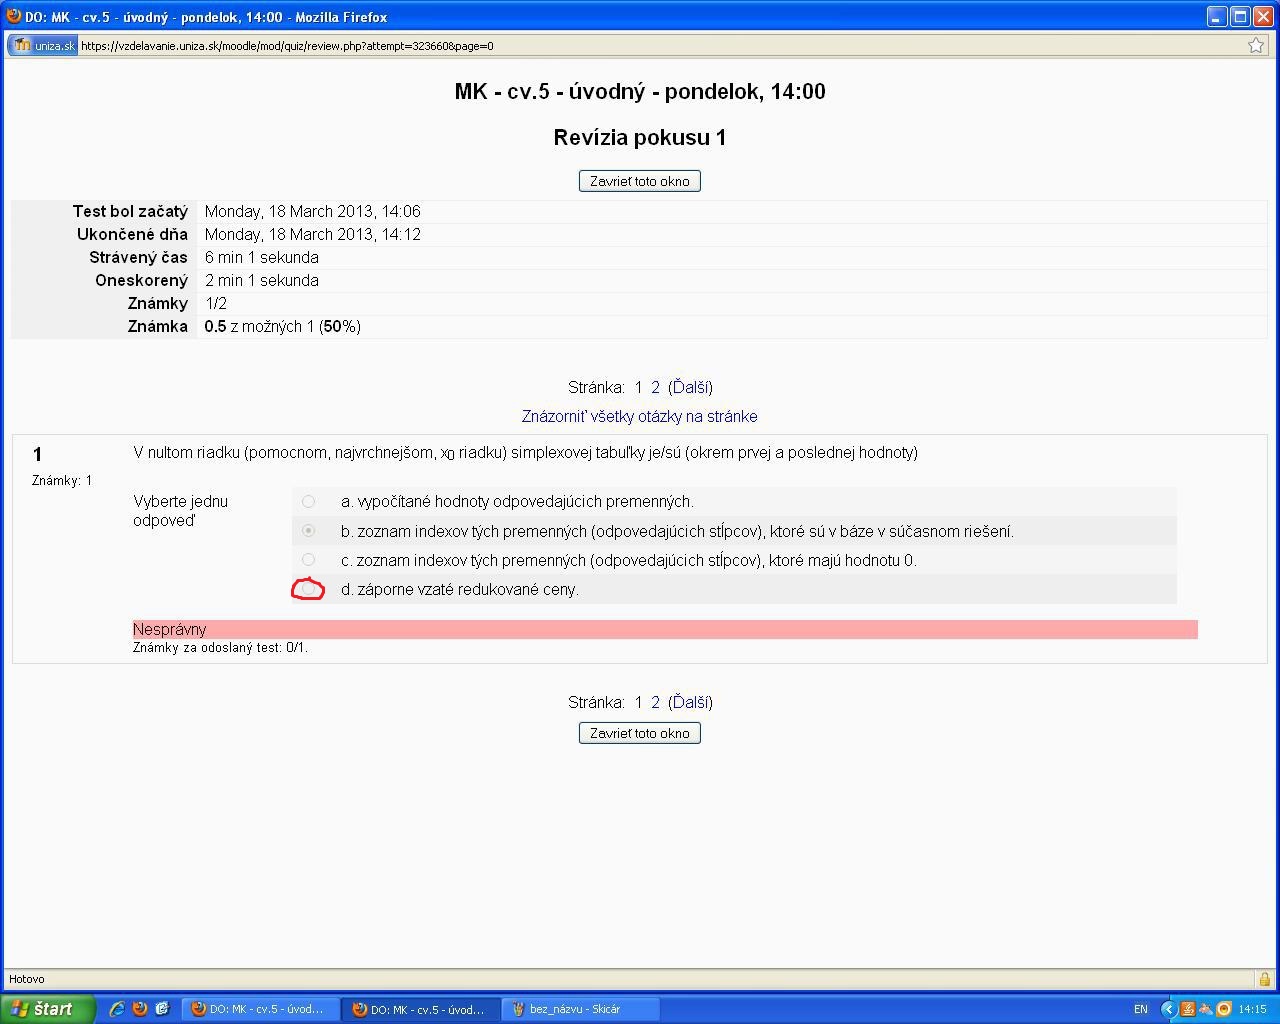 DO: MK - cv.5 - úvodný - pondelok, 14:00 - Mozilla Firefox
uniza.sk https://vzdelavanie.uniza.sk/moodle/mod/quiz/review.php?attempt=323660&page=0
MK - cv.5 - úvodný - pondelok, 14:00
Revízia pokusu 1
Zavrieť toto okno
Test bol začatý Monday, 18 March 2013, 14:06
Ukončené dňa Monday, 18 March 2013, 14:12
Strávený čas 6 min 1 sekunda
Oneskorený 2 min 1 sekunda
Známky 1/2
Známka 0.5 z možných 1 (50%)
Stránka: 1 2 (Ďalší)
Znázorniť všetky otázky na stránke
1 V nultom riadku (pomocnom, najvrchnejšom, x0 riadku) simplexovej tabuľky je/sú (okrem prvej a poslednej hodnoty)
Známky: 1
Vyberte jednu odpoveď
a. vypočítané hodnoty odpovedajúcich premenných.
b. zoznam indexov tých premenných (odpovedajúcich stĺpcov), ktoré sú v báze v súčasnom riešení.
c. zoznam indexov tých premenných (odpovedajúcich stĺpcov), ktoré majú hodnotu 0.
d. záporne vzaté redukované ceny.
Nesprávny
Známky za odoslaný test: 0/1.
Stránka: 1 2 (Ďalší)
Zavrieť toto okno
Hotovo
štart DO: MK - cv.5 - úvod... DO: MK - cv.5 - úvod... bez_názvu - Skicár EN 14:15